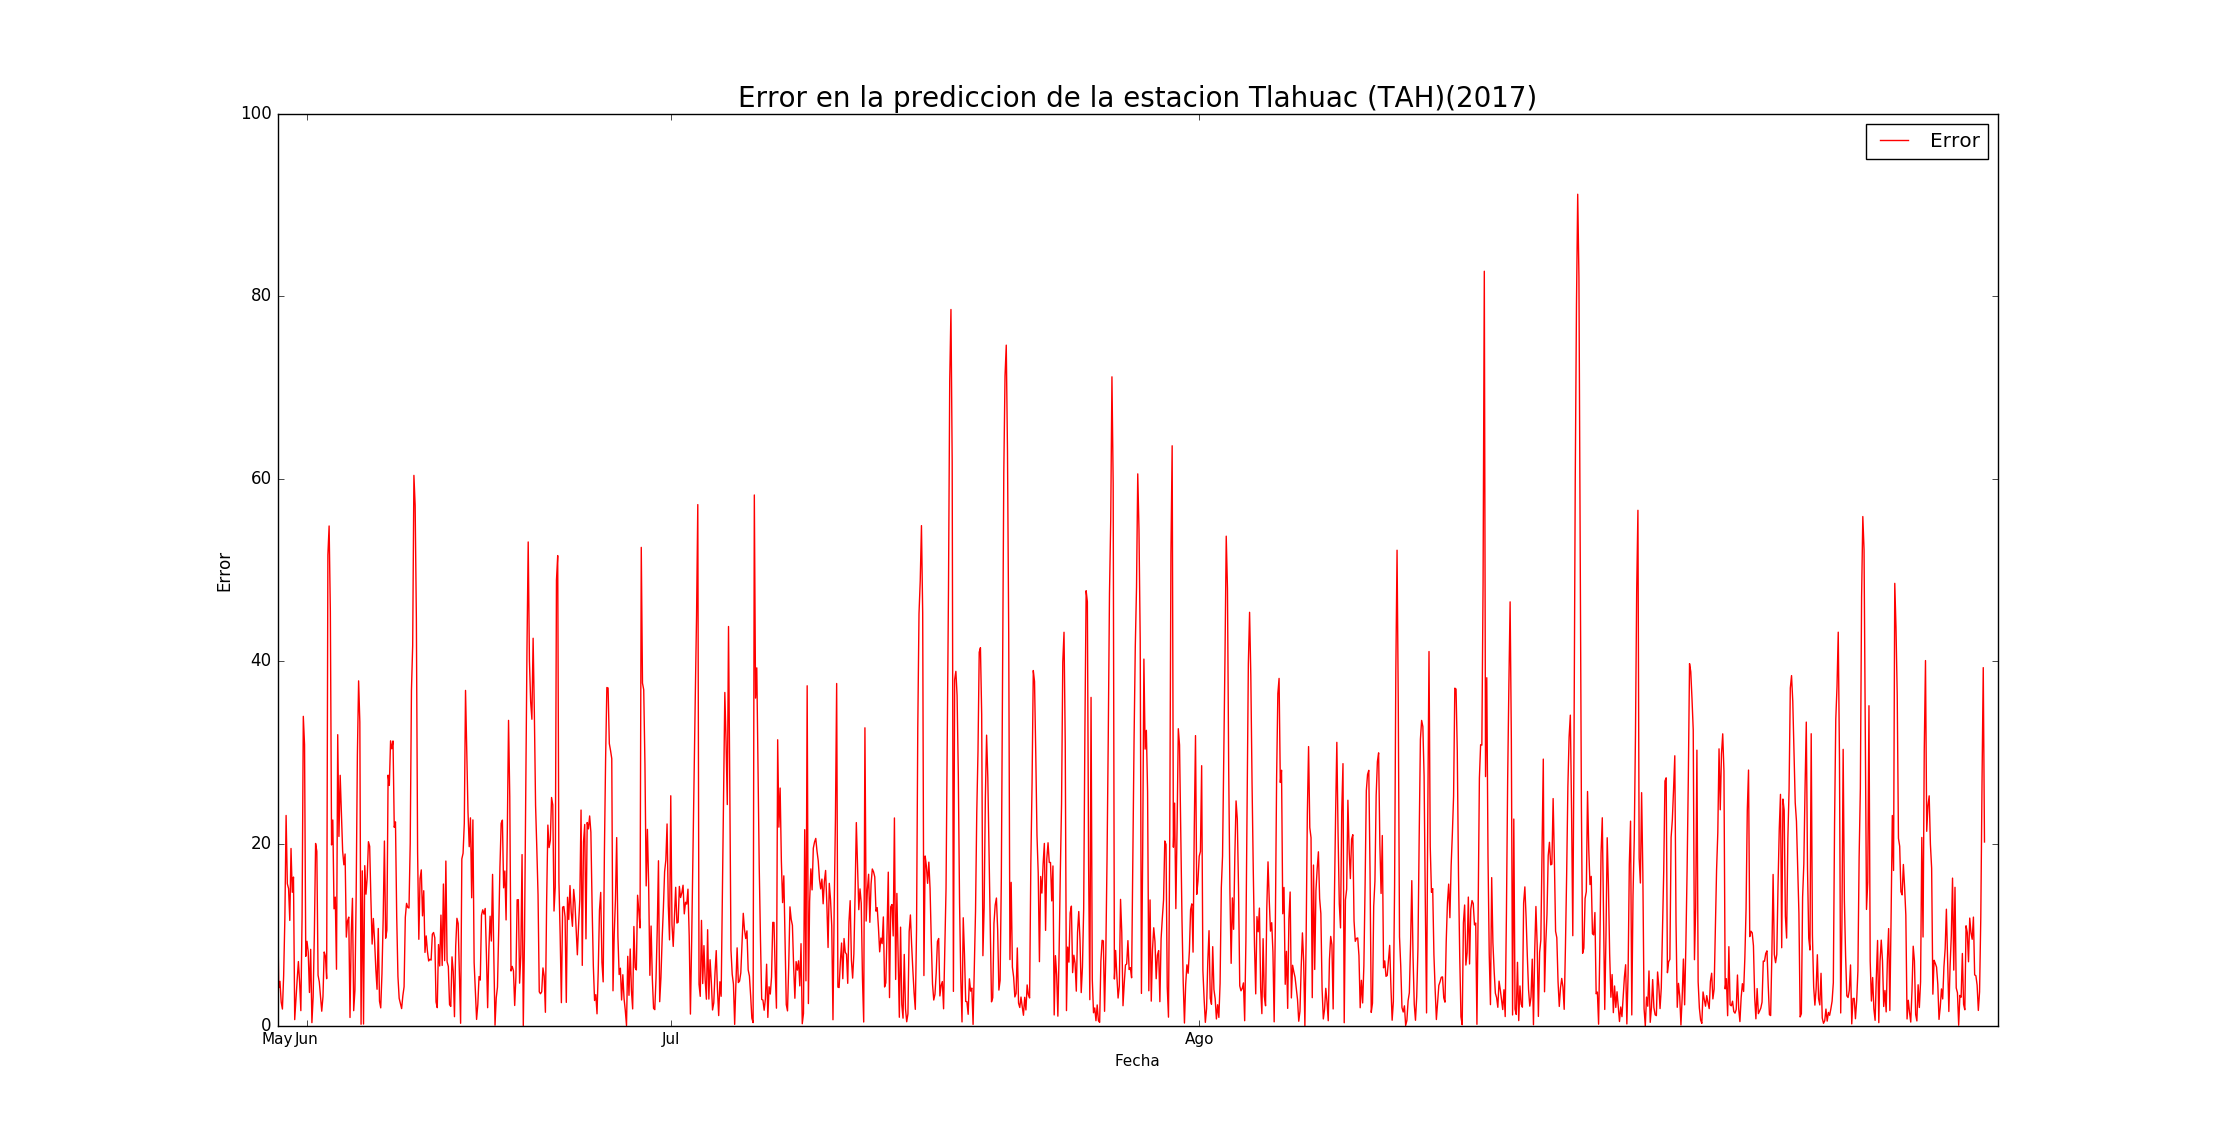 Error en la prediccion de la estacion Tlahuac (TAH)(2017)
Error
100
80
60
40
20
0
Error
May Jun Jul Ago
Fecha